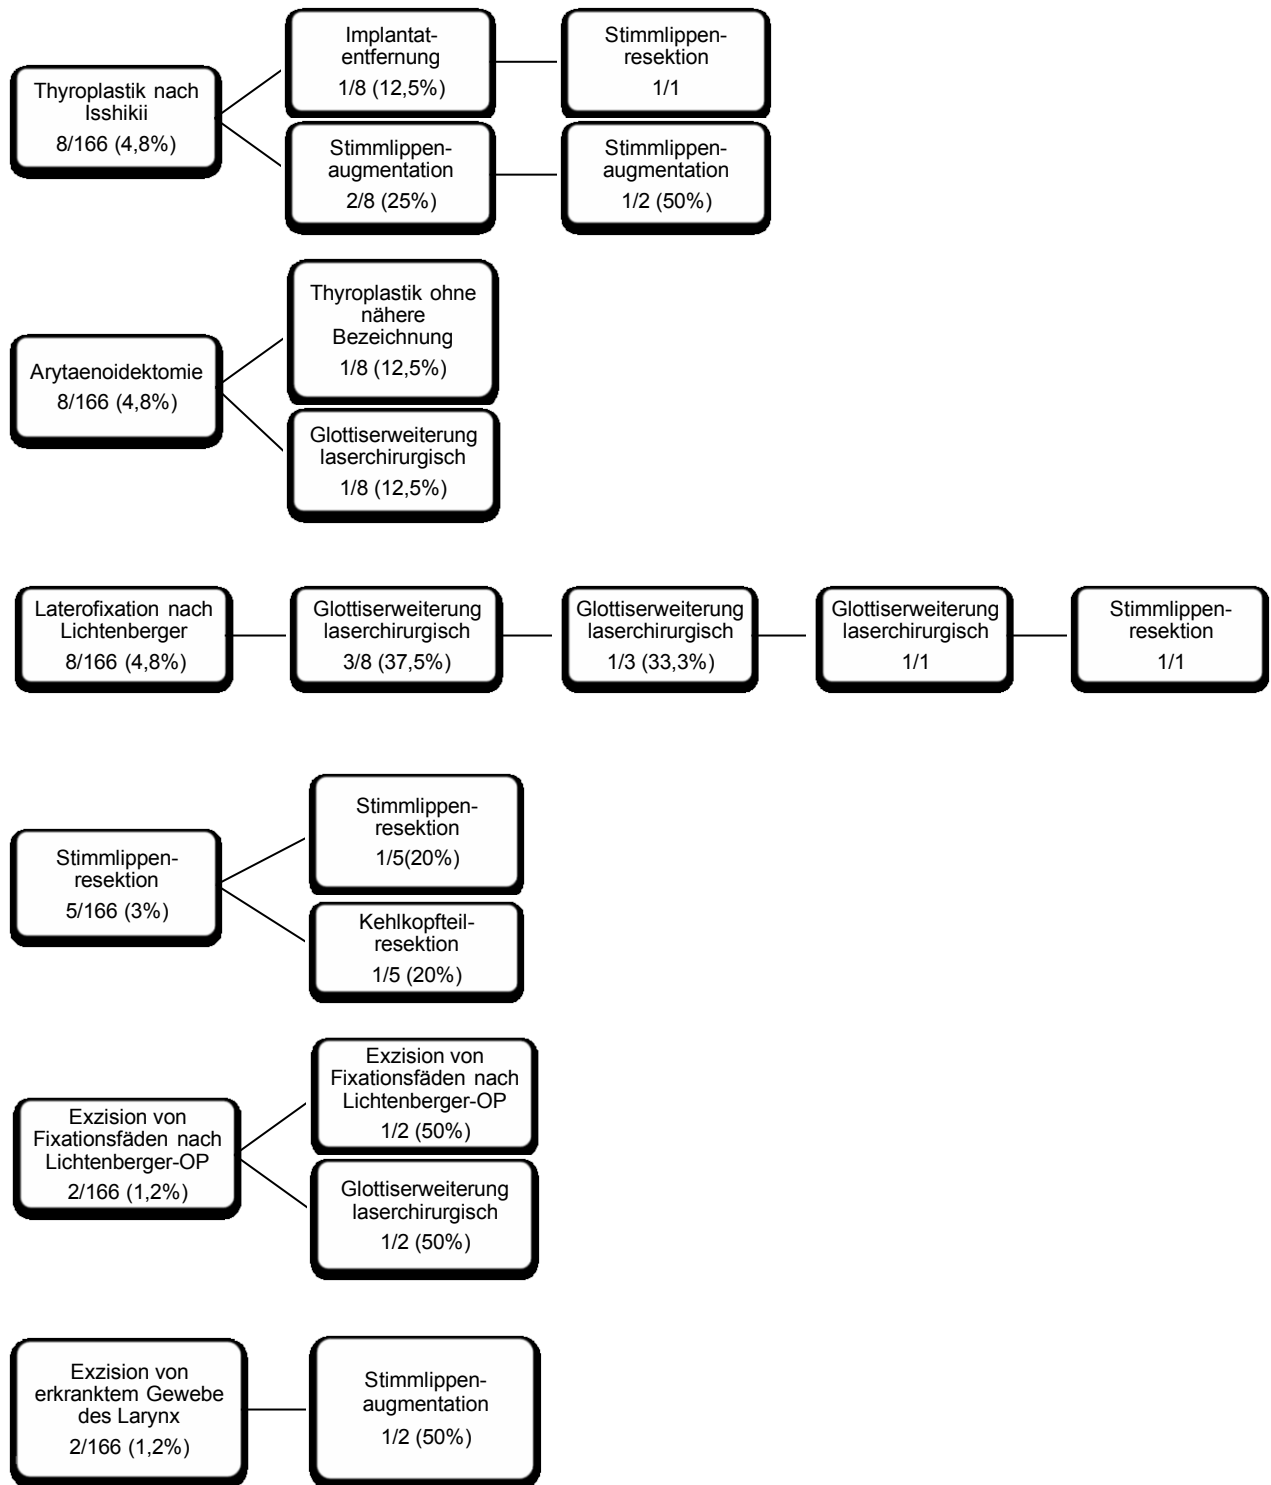 Thyroplastik nach
Isshikii
8/166 (4,8%)
Implantat-
entfernung
1/8 (12,5%)
Stimmlippen-
resektion
1/1
Stimmlippen-
augmentation
2/8 (25%)
Stimmlippen-
augmentation
1/2 (50%)
Arytaenoidektomie
8/166 (4,8%)
Thyroplastik ohne
nähere
Bezeichnung
1/8 (12,5%)
Glottiserweiterung
laserchirurgisch
1/8 (12,5%)
Laterofixation nach
Lichtenberger
8/166 (4,8%)
Glottiserweiterung
laserchirurgisch
3/8 (37,5%)
Glottiserweiterung
laserchirurgisch
1/3 (33,3%)
Glottiserweiterung
laserchirurgisch
1/1
Stimmlippen-
resektion
1/1
Stimmlippen-
resektion
5/166 (3%)
Stimmlippen-
resektion
1/5(20%)
Kehlkopfteil-
resektion
1/5 (20%)
Exzision von
Fixationsfäden nach
Lichtenberger-OP
2/166 (1,2%)
Exzision von
Fixationsfäden nach
Lichtenberger-OP
1/2 (50%)
Glottiserweiterung
laserchirurgisch
1/2 (50%)
Exzision von
erkranktem Gewebe
des Larynx
2/166 (1,2%)
Stimmlippen-
augmentation
1/2 (50%)